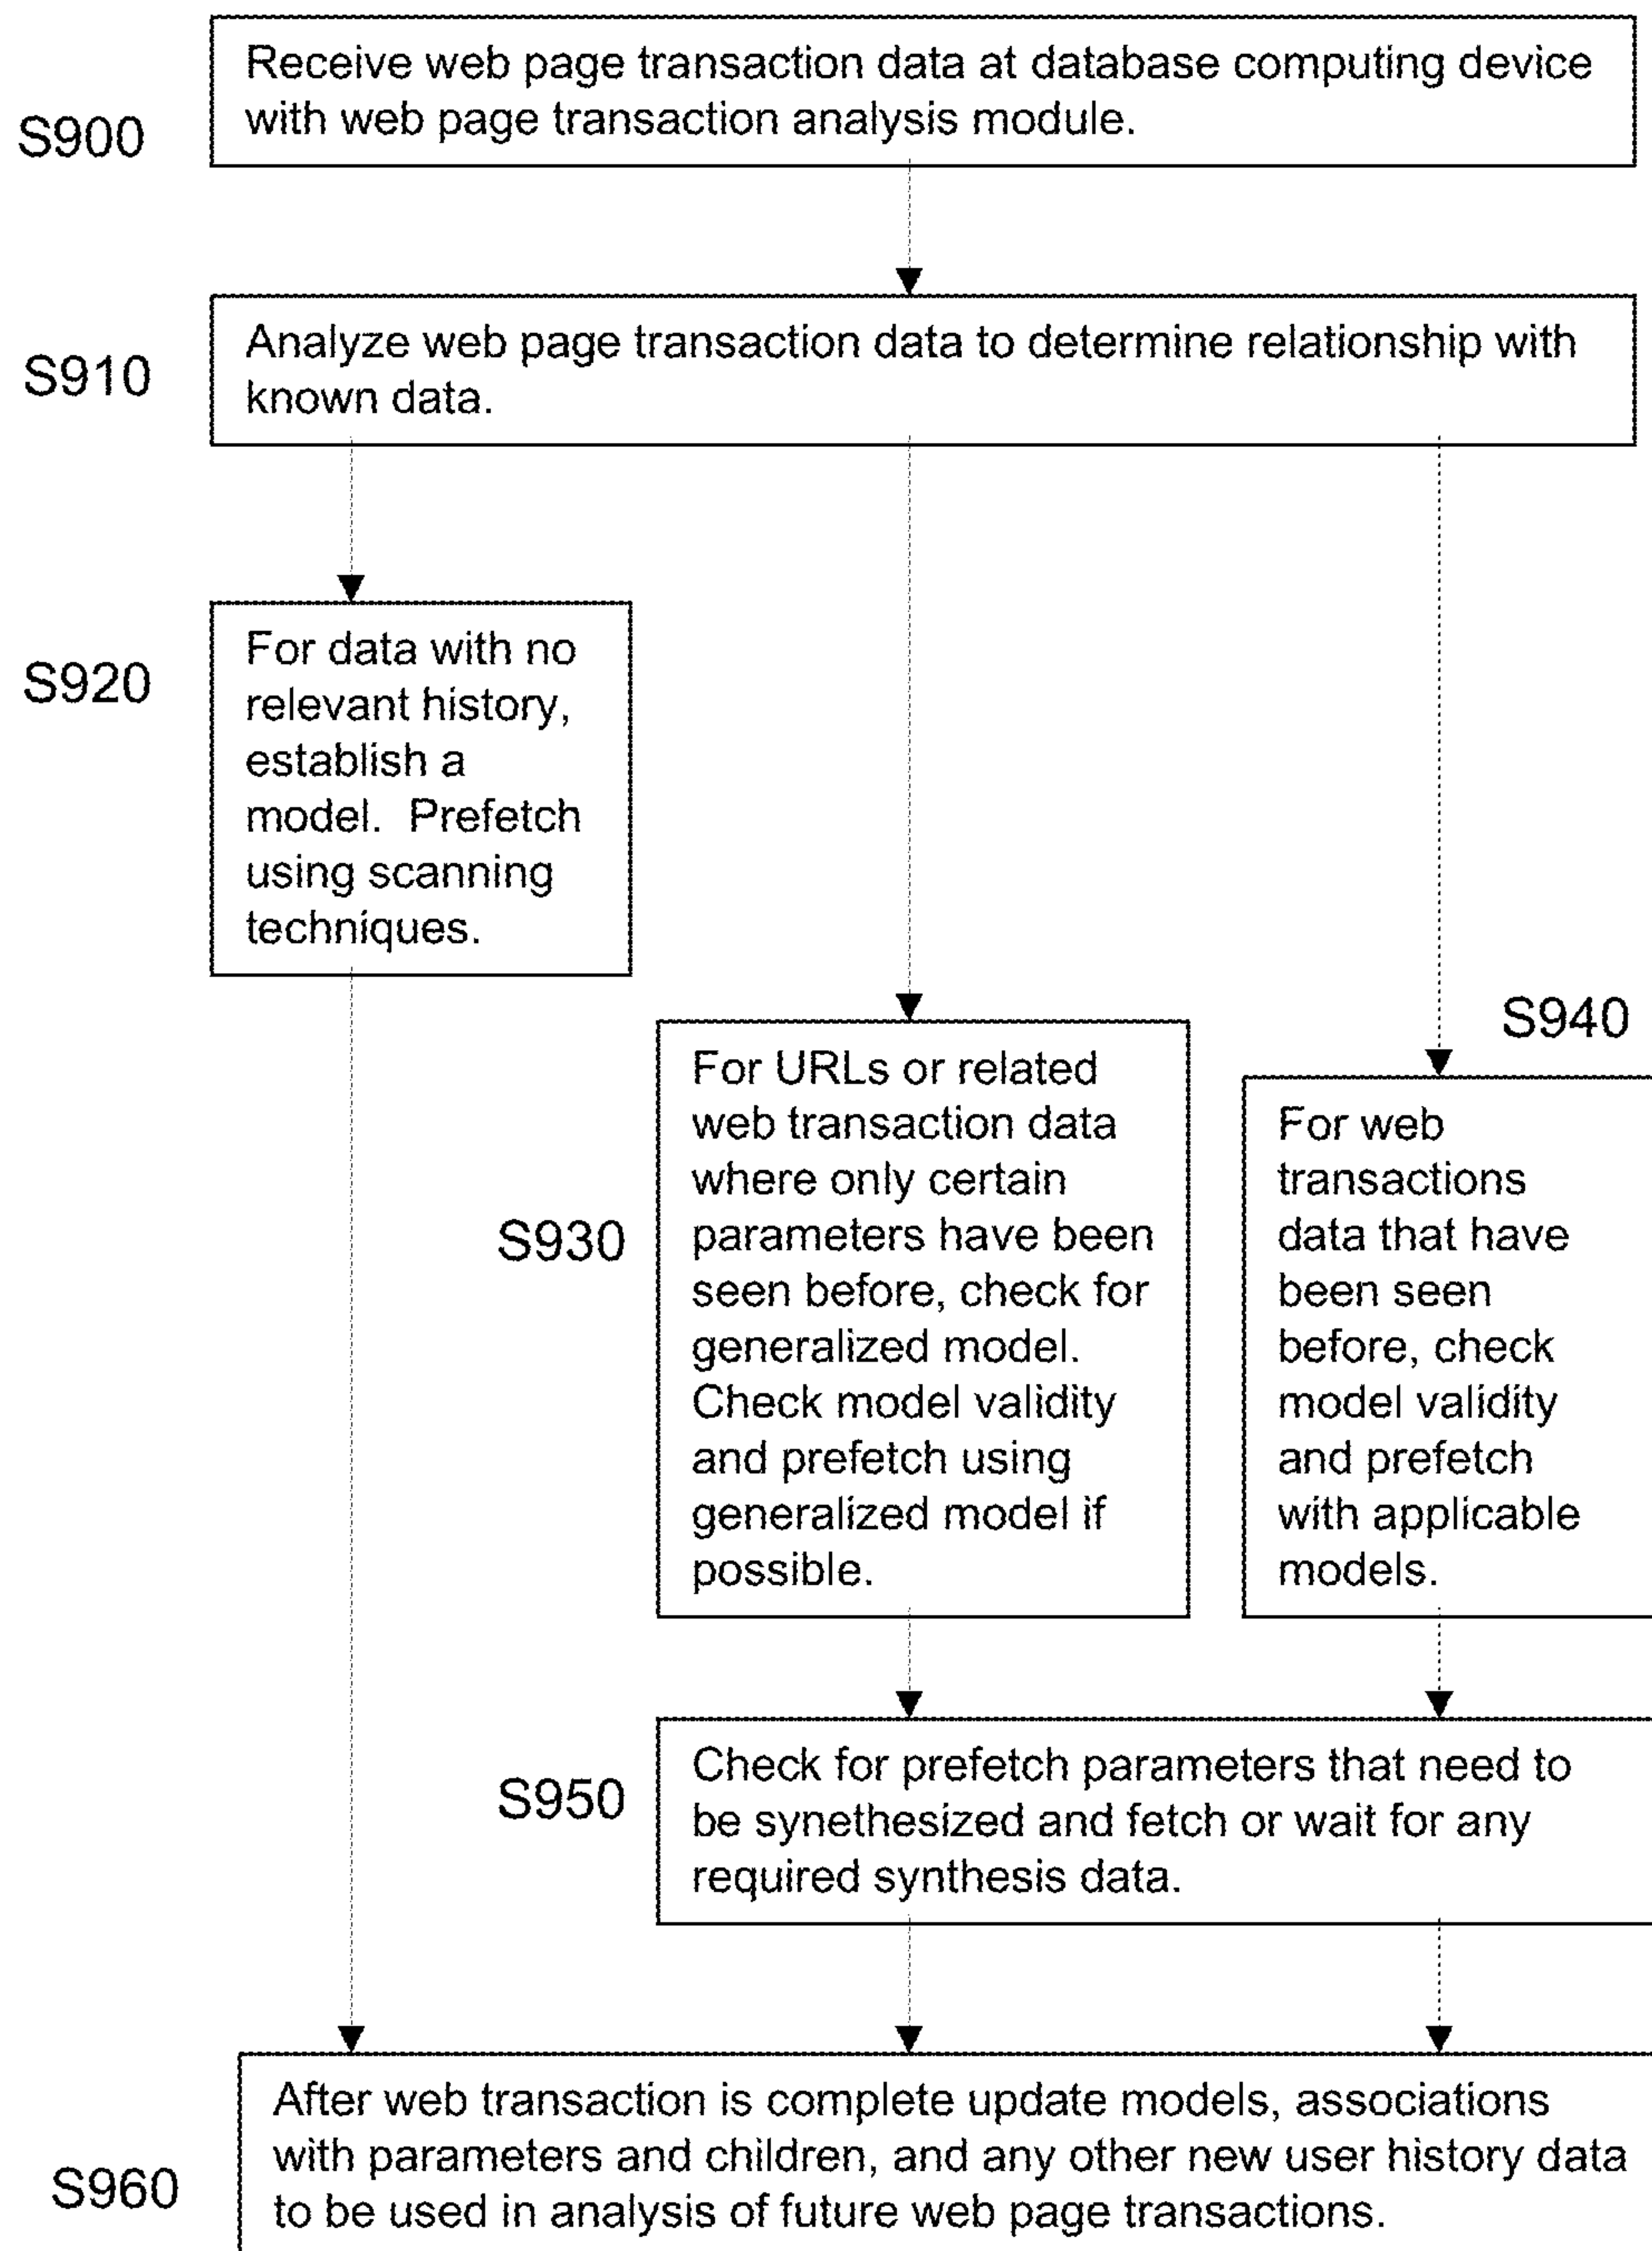 S900
Receive web page transaction data at database computing device
with web page transaction analysis module.
S910
Analyze web page transaction data to determine relationship with
known data.
S920
For data with no
relevant history,
establish a
model. Prefetch
using scanning
techniques.
S930
For URLs or related
web transaction data
where only certain
parameters have been
seen before, check for
generalized model.
Check model validity
and prefetch using
generalized model if
possible.
S940
For web
transactions
data that have
been seen
before, check
model validity
and prefetch
with applicable
models.
S950
Check for prefetch parameters that need to
be synethesized and fetch or wait for any
required synthesis data.
S960
After web transaction is complete update models, associations
with parameters and children, and any other new user history data
to be used in analysis of future web page transactions.